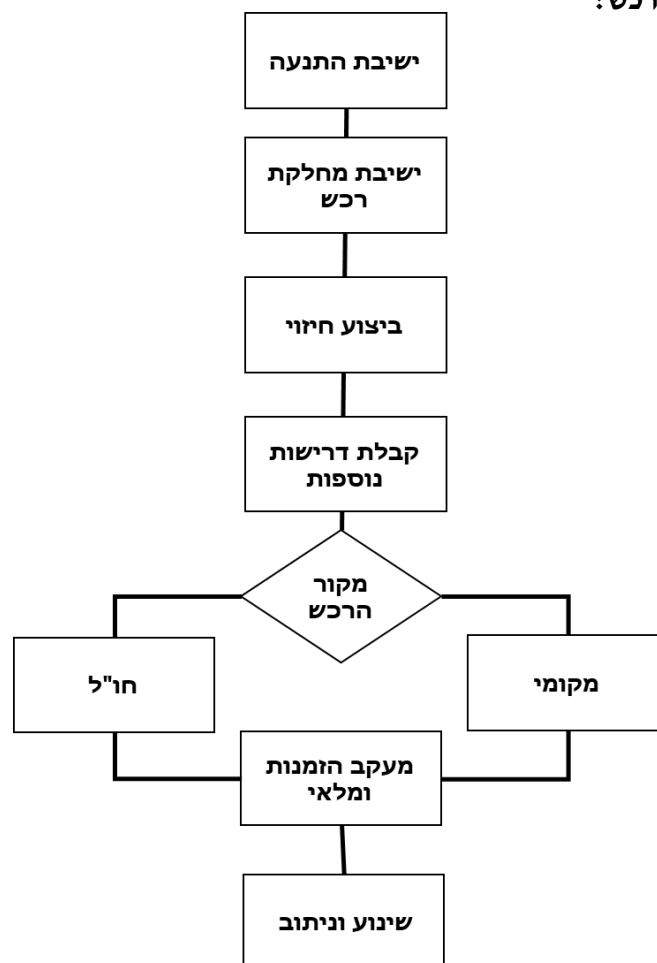 ישיבת התנעה
ישיבת מחלקת
רכש
ביצוע חיזוי
קבלת דרישות
נוספות
מקור
הרכש
חו"ל
מקומי
מעקב הזמנות
ומלאי
שינוע וניתוב